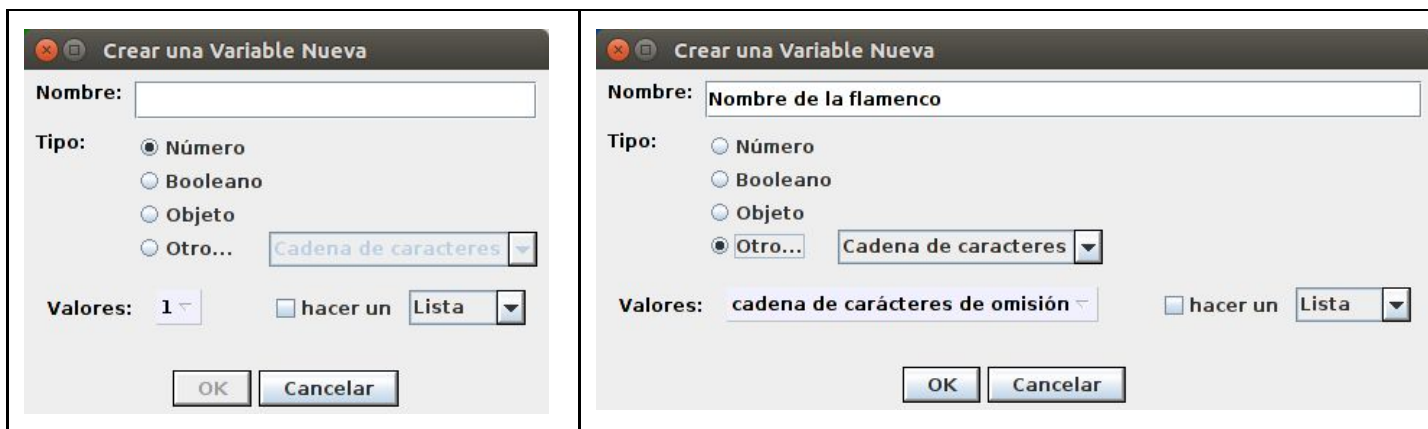 Crear una Variable Nueva
Nombre:
Tipo:
Número
Booleano
Objeto
Otro... Cadena de caracteres
Valores: 1 hacer un Lista
OK Cancelar
Crear una Variable Nueva
Nombre: Nombre de la flamenco
Tipo:
Número
Booleano
Objeto
Otro... Cadena de caracteres
Valores: cadena de carácteres de omisión hacer un Lista
OK Cancelar